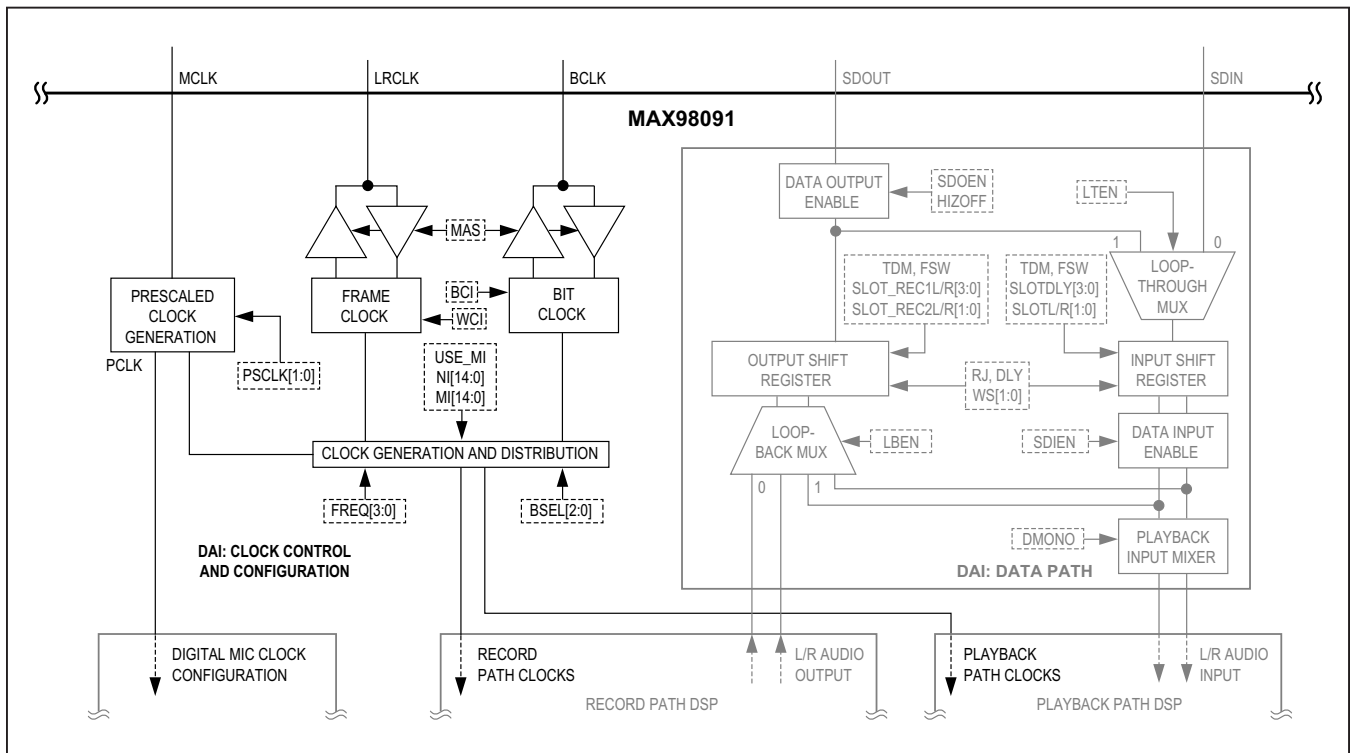 MCLK
LRCLK
BCLK
SDOUT
SDIN
MAX98091
DATA OUTPUT
ENABLE
SDOEN
HIZOFF
LTEN
1
0
MAS
LOOP-
THROUGH
MUX
TDM, FSW
SLOT_REC1L/R[3:0]
SLOT_REC2L/R[1:0]
TDM, FSW
SLOTDLY[3:0]
SLOTL/R[1:0]
PRESCALED
CLOCK
GENERATION
FRAME
CLOCK
BCI
WCI
BIT
CLOCK
PCLK
PSCLK[1:0]
USE_MI
NI[14:0]
MI[14:0]
OUTPUT SHIFT
REGISTER
RJ, DLY
WS[1:0]
INPUT SHIFT
REGISTER
LOOP-
BACK MUX
LBEN
SDIEN
DATA INPUT
ENABLE
CLOCK GENERATION AND DISTRIBUTION
0
1
FREQ[3:0]
BSEL[2:0]
DMONO
PLAYBACK
INPUT MIXER
DAI: CLOCK CONTROL
AND CONFIGURATION
DAI: DATA PATH
DIGITAL MIC CLOCK
CONFIGURATION
RECORD
PATH CLOCKS
L/R AUDIO
OUTPUT
RECORD PATH DSP
PLAYBACK
PATH CLOCKS
L/R AUDIO
INPUT
PLAYBACK PATH DSP